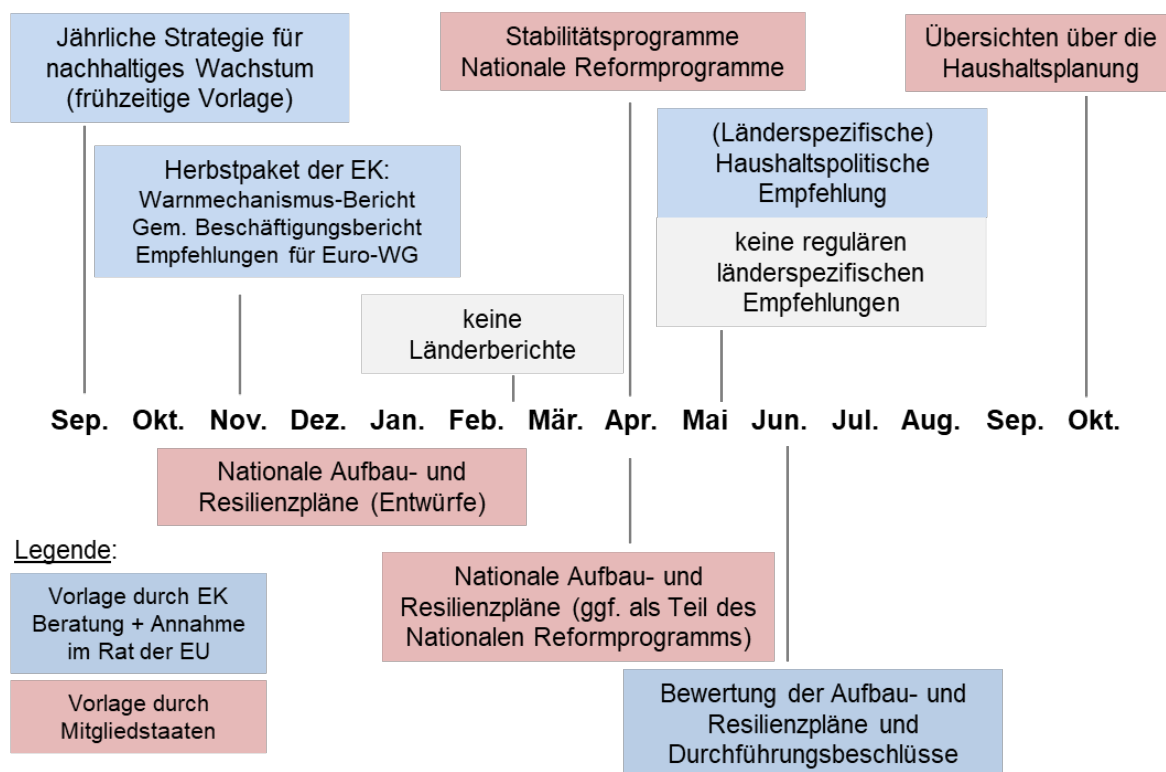 Jährliche Strategie für
nachhaltiges Wachstum
(frühzeitige Vorlage)
Stabilitätsprogramme
Nationale Reformprogramme
Übersichten über die
Haushaltsplanung
Herbstpaket der EK:
Warnmechanismus-Bericht
Gem. Beschäftigungsbericht
Empfehlungen für Euro-WG
(Länderspezifische)
Haushaltspolitische
Empfehlung
keine regulären
länderspezifischen
Empfehlungen
keine
Länderberichte
Sep. Okt. Nov. Dez. Jan. Feb. Mär. Apr. Mai Jun. Jul. Aug. Sep. Okt.
Nationale Aufbau- und
Resilienzpläne (Entwürfe)
Nationale Aufbau- und
Resilienzpläne (ggf. als Teil des
Nationalen Reformprogramms)
Bewertung der Aufbau- und
Resilienzpläne und
Durchführungsbeschlüsse
Legende:
Vorlage durch EK
Beratung + Annahme
im Rat der EU
Vorlage durch
Mitgliedstaaten